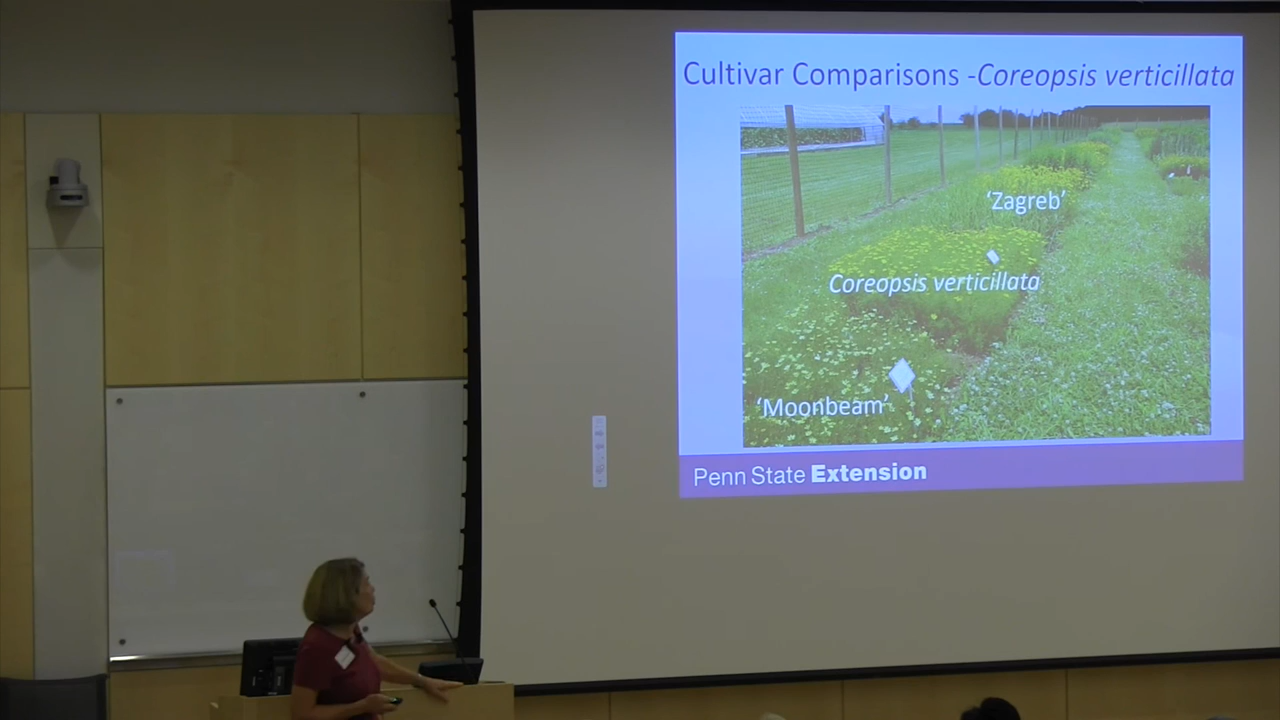 Cultivar Comparisons -Coreopsis verticillata
‘Zagreb’
Coreopsis verticillata
‘Moonbeam’
Penn State Extension